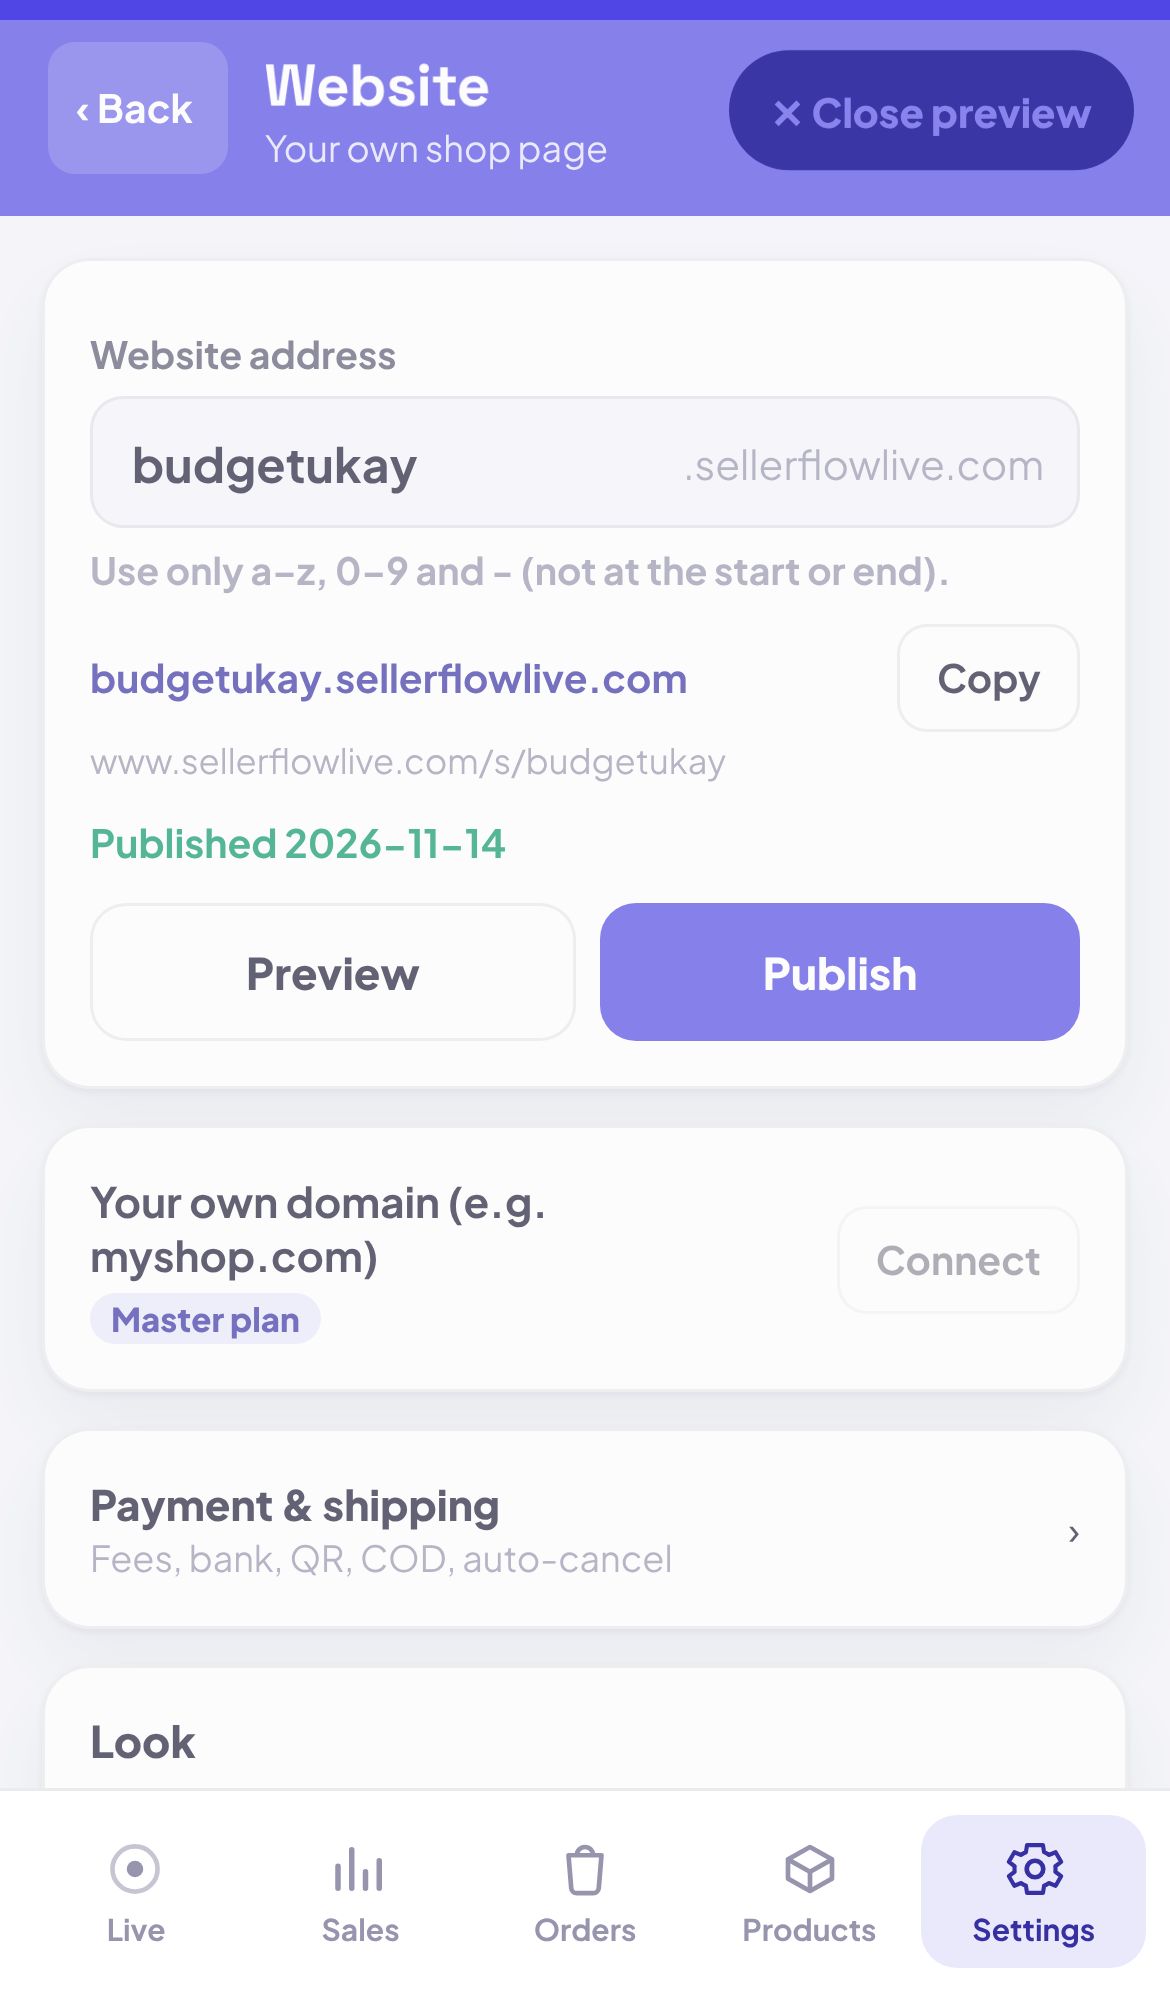 ‹ Back
Website
Your own shop page
✕ Close preview
Website address
budgetukay
.sellerflowlive.com
Use only a–z, 0–9 and - (not at the start or end).
budgetukay.sellerflowlive.com
Copy
www.sellerflowlive.com/s/budgetukay
Published 2026-11-14
Preview
Publish
Your own domain (e.g.
myshop.com)
Master plan
Connect
Payment & shipping
Fees, bank, QR, COD, auto-cancel
›
Look
Live
Sales
Orders
Products
Settings